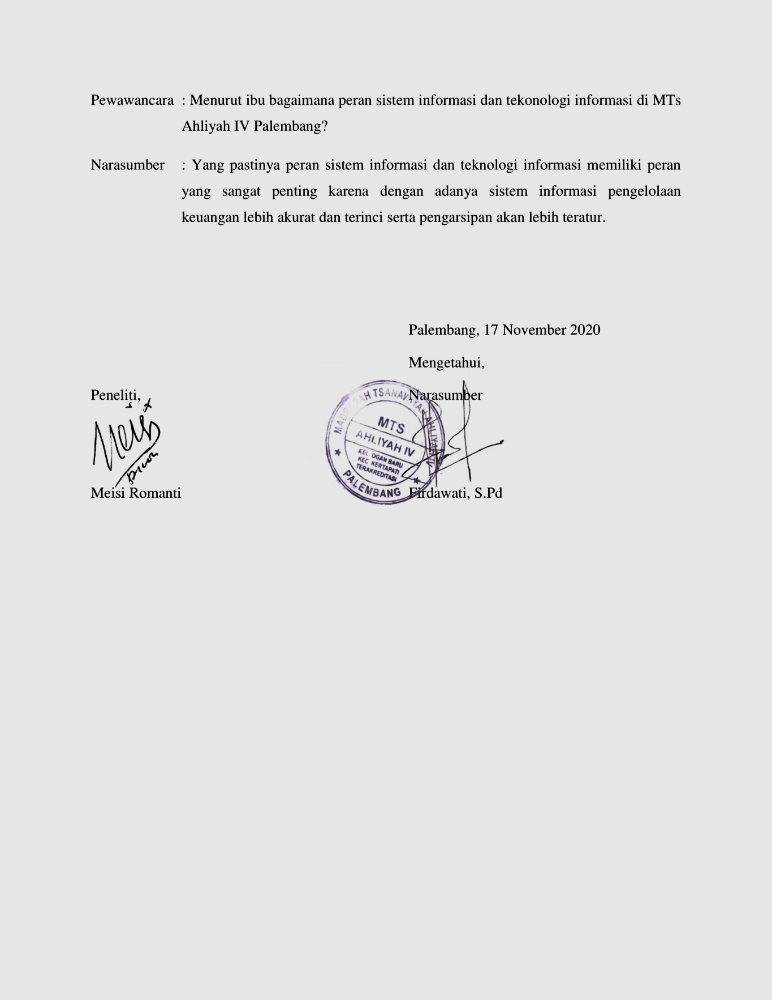 Pewawancara : Menurut ibu bagaimana peran sistem informasi dan tekonologi informasi di MTs
Ahliyah IV Palembang?
Narasumber : Yang pastinya peran sistem informasi dan teknologi informasi memiliki peran
yang sangat penting karena dengan adanya sistem informasi pengelolaan
keuangan lebih akurat dan terinci serta pengarsipan akan lebih teratur.
Palembang, 17 November 2020
Mengetahui,
Peneliti,
Narasumber
MADRASAH TSANAWIYAH AHLIYAH IV
MTS
AHLIYAH IV
KEL OGAN BARU
KEC KERTAPATI
TERAKREDITASI
PALEMBANG
Meisi
Meisi Romanti
Firdawati, S.Pd